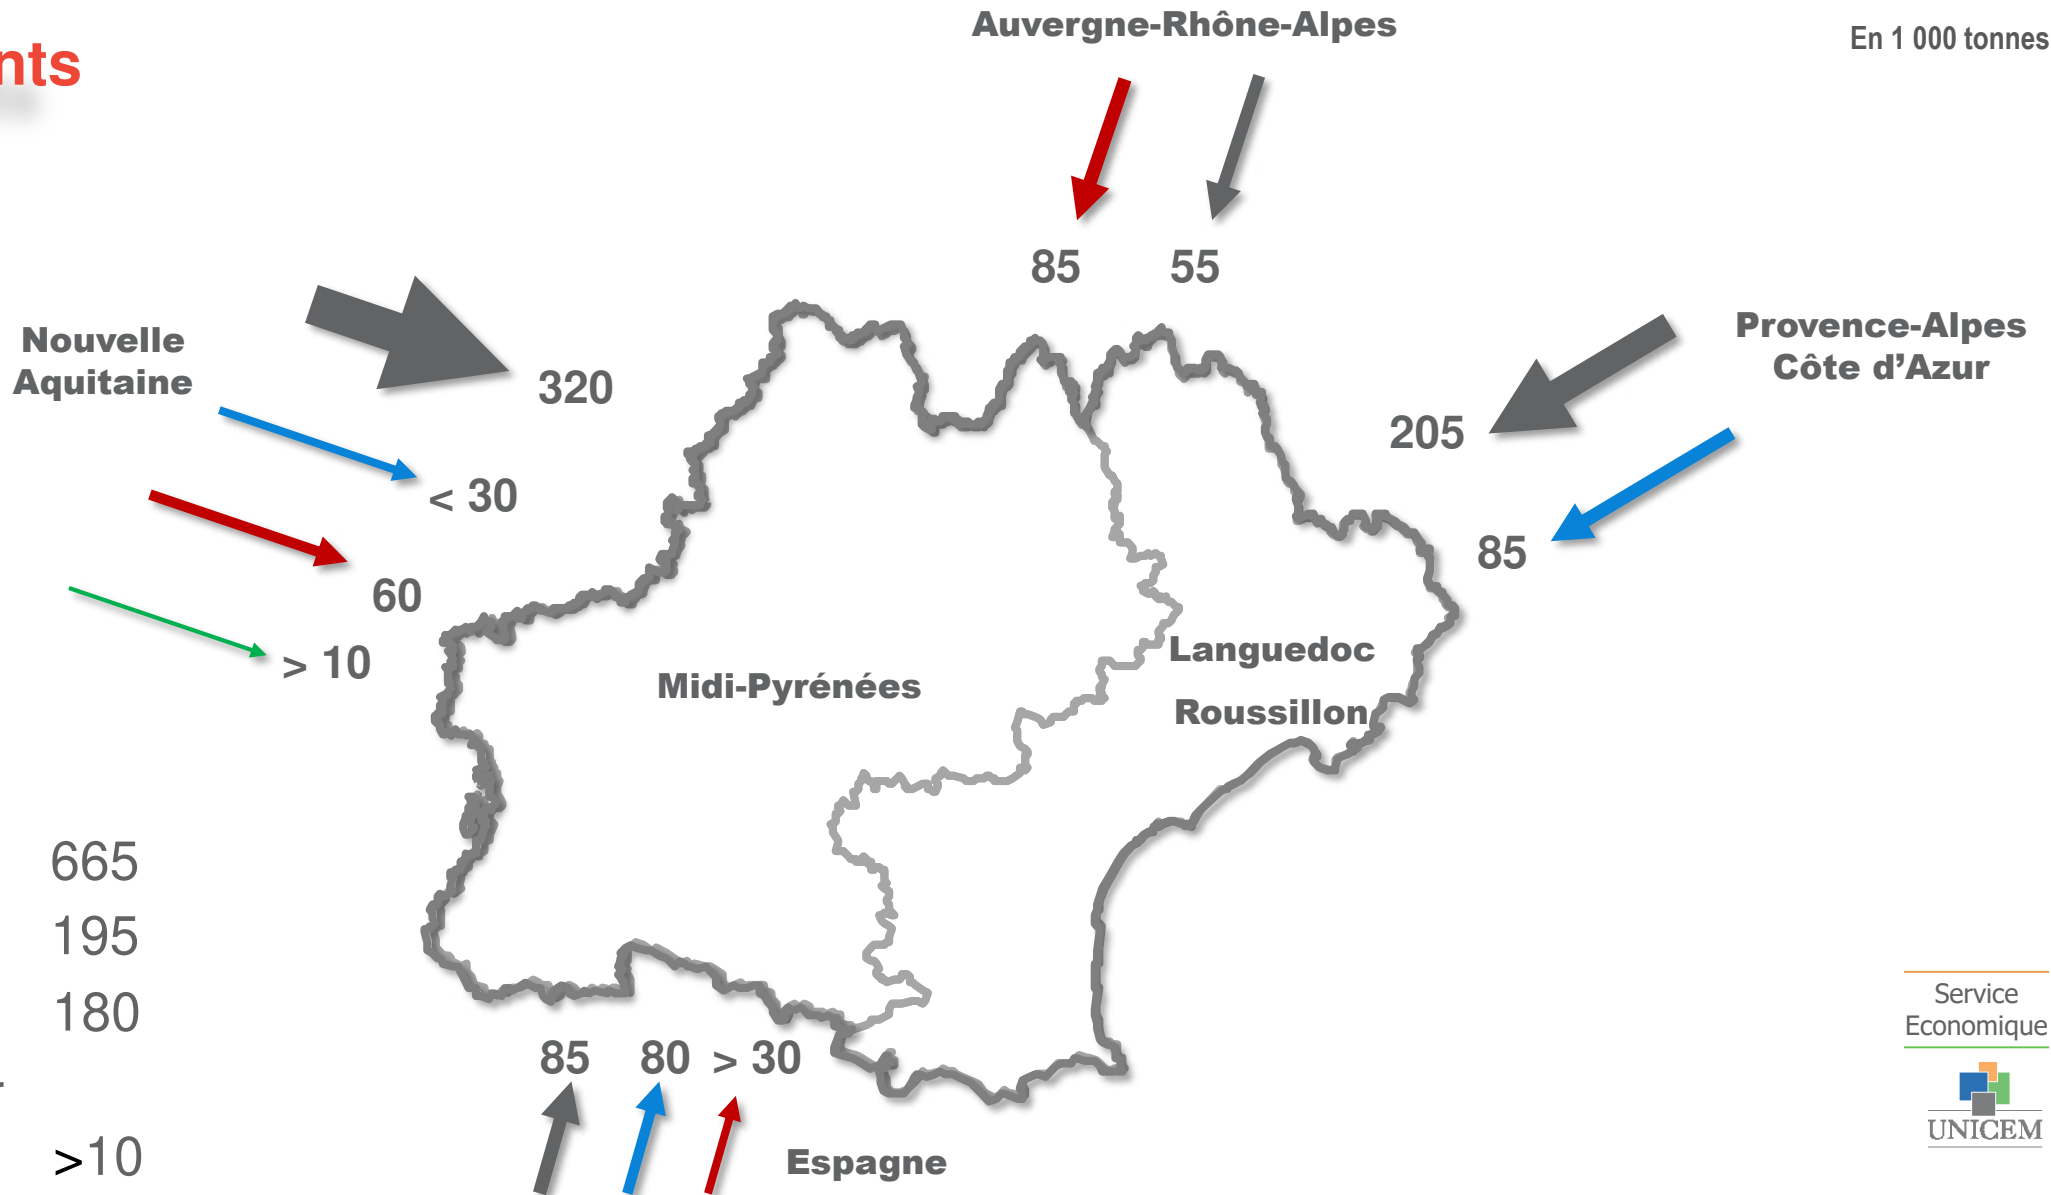 Auvergne-Rhône-Alpes
En 1 000 tonnes
nts
85 55
Nouvelle
Aquitaine
320
< 30
60
> 10
Provence-Alpes
Côte d’Azur
205
85
Midi-Pyrénées
Languedoc
Roussillon
665
195
180
>10
85 80 > 30
Espagne
Service
Economique
UNICEM